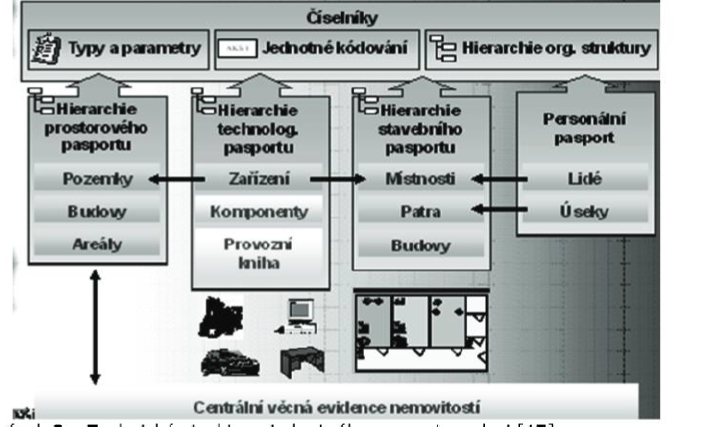 Číselníky
Typy a parametry
Jednotné kódování
Hierarchie org. struktury
Hierarchie
prostorového
pasportu
Pozemky
Budovy
Areály
Hierarchie
technolog.
pasportu
Zařízení
Komponenty
Provozní
kniha
Hierarchie
stavebního
pasportu
Místnosti
Patra
Budovy
Personální
pasport
Lidé
Úseky
Centrální věcná evidence nemovitostí